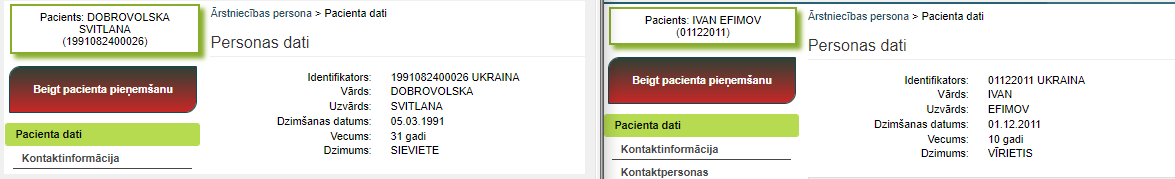 Pacients: DOBROVOLSKA
SVITLANA
(1991082400026)
Ārstniecības persona > Pacienta dati
Personas dati
Beigt pacienta pieņemšanu
Identifikators: 1991082400026 UKRAINA
Vārds: DOBROVOLSKA
Uzvārds: SVITLANA
Dzimšanas datums: 05.03.1991
Vecums: 31 gadi
Dzimums: SIEVIETE
Pacienta dati
Kontaktinformācija
Pacients: IVAN EFIMOV
(01122011)
Ārstniecības persona > Pacienta dati
Personas dati
Beigt pacienta pieņemšanu
Identifikators: 01122011 UKRAINA
Vārds: IVAN
Uzvārds: EFIMOV
Dzimšanas datums: 01.12.2011
Vecums: 10 gadi
Dzimums: VĪRIETIS
Pacienta dati
Kontaktinformācija
Kontaktpersonas